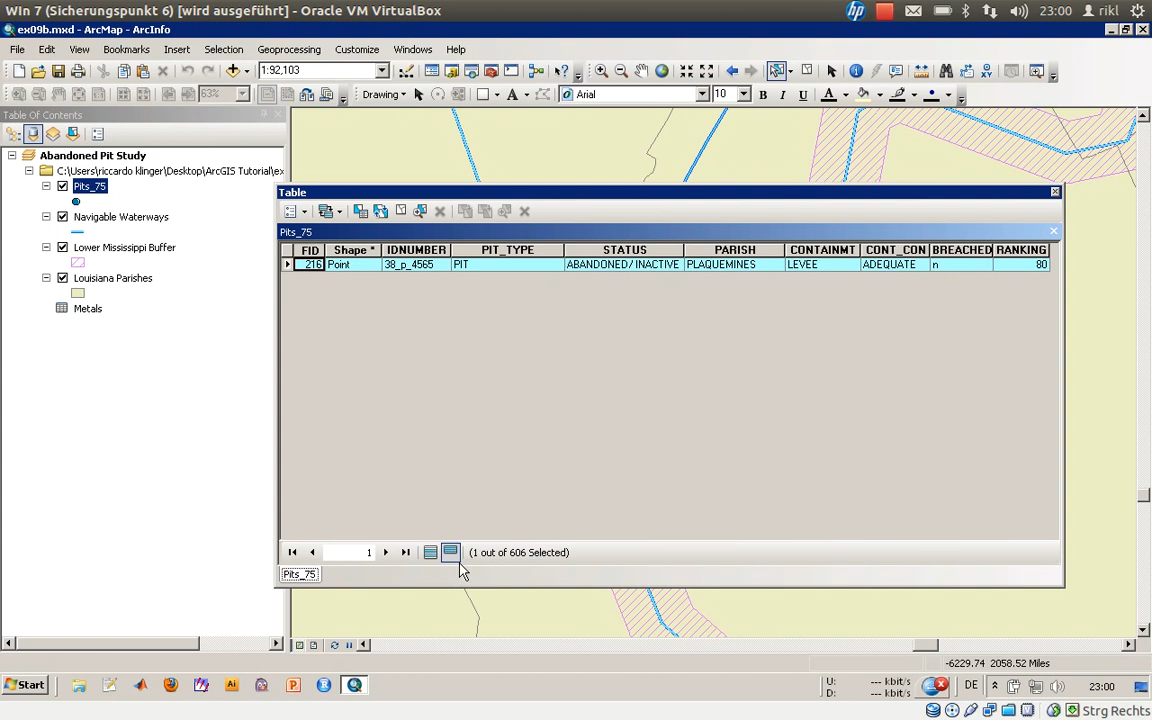 WIn 7 (Sicherungspunkt 6) [wird ausgeführt] - Oracle VM VirtualBox
23:00 rikl
ex09b.mxd - ArcMap - ArcInfo
File Edit View Bookmarks Insert Selection Geoprocessing Customize Windows Help
1:92,103
63% Drawing Arial 10 B I U A
Table Of Contents
Abandoned Pit Study
C:\Users\riccardo klinger\Desktop\ArcGIS Tutorial\ex
Pits_75
Navigable Waterways
Lower Mississippi Buffer
Louisiana Parishes
Metals
Table
Pits_75
FID Shape * IDNUMBER PIT_TYPE STATUS PARISH CONTAINMT CONT_CON BREACHED RANKING
216 Point 38_p_4565 PIT ABANDONED/INACTIVE PLAQUEMINES LEVEE ADEQUATE n 80
1 (1 out of 606 Selected)
Pits_75
-6229.74 2058.52 Miles
Start U: --- kbit/s D: --- kbit/s DE 23:00
Strg Rechts